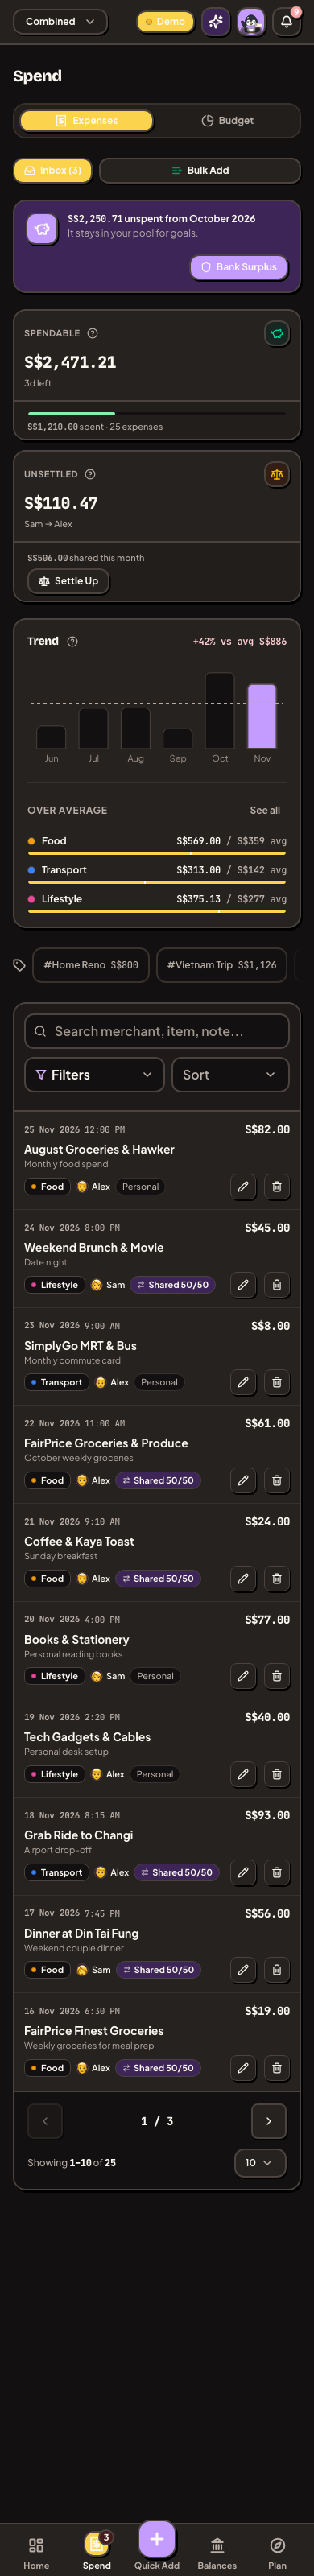 Combined
Demo
9
Spend
Expenses
Budget
Inbox (3)
Bulk Add
S$2,250.71 unspent from October 2026
It stays in your pool for goals.
Bank Surplus
SPENDABLE
S$2,471.21
3d left
S$1,210.00 spent · 25 expenses
UNSETTLED
S$110.47
Sam → Alex
S$506.00 shared this month
Settle Up
Trend
+42% vs avg S$886
Jun Jul Aug Sep Oct Nov
OVER AVERAGE
See all
Food S$569.00 / S$359 avg
Transport S$313.00 / S$142 avg
Lifestyle S$375.13 / S$277 avg
#Home Reno S$800
#Vietnam Trip S$1,126
Search merchant, item, note...
Filters
Sort
25 Nov 2026 12:00 PM S$82.00
August Groceries & Hawker
Monthly food spend
Food Alex Personal
24 Nov 2026 8:00 PM S$45.00
Weekend Brunch & Movie
Date night
Lifestyle Sam Shared 50/50
23 Nov 2026 9:00 AM S$8.00
SimplyGo MRT & Bus
Monthly commute card
Transport Alex Personal
22 Nov 2026 11:00 AM S$61.00
FairPrice Groceries & Produce
October weekly groceries
Food Alex Shared 50/50
21 Nov 2026 9:10 AM S$24.00
Coffee & Kaya Toast
Sunday breakfast
Food Alex Shared 50/50
20 Nov 2026 4:00 PM S$77.00
Books & Stationery
Personal reading books
Lifestyle Sam Personal
19 Nov 2026 2:20 PM S$40.00
Tech Gadgets & Cables
Personal desk setup
Lifestyle Alex Personal
18 Nov 2026 8:15 AM S$93.00
Grab Ride to Changi
Airport drop-off
Transport Alex Shared 50/50
17 Nov 2026 7:45 PM S$56.00
Dinner at Din Tai Fung
Weekend couple dinner
Food Sam Shared 50/50
16 Nov 2026 6:30 PM S$19.00
FairPrice Finest Groceries
Weekly groceries for meal prep
Food Alex Shared 50/50
1 / 3
Showing 1–10 of 25
10
3
Home
Spend
Quick Add
Balances
Plan